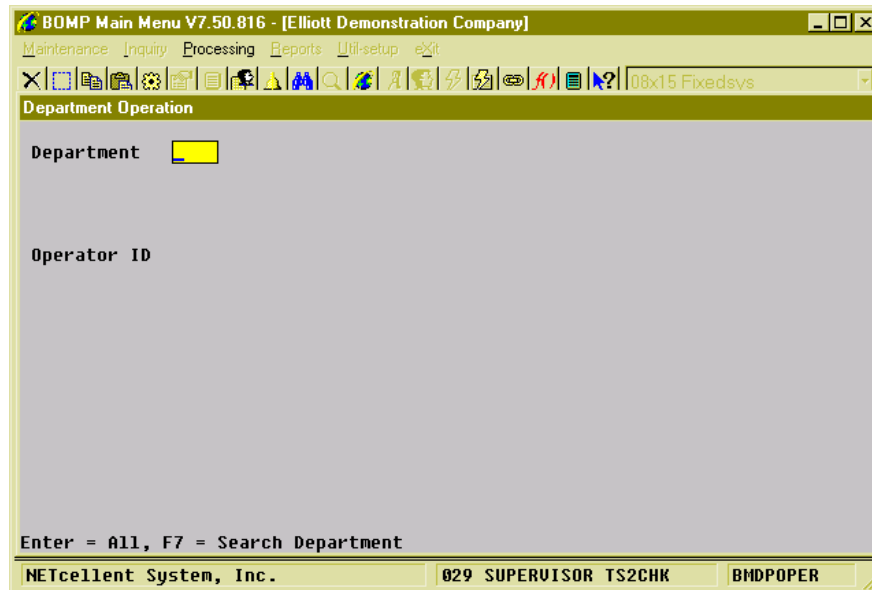 BOMP Main Menu V7.50.816 - [Elliott Demonstration Company]
Maintenance Inquiry Processing Reports Util-setup eXit
08x15 Fixedsys
Department Operation
Department
Operator ID
Enter = All, F7 = Search Department
NETcellent System, Inc. 029 SUPERVISOR TS2CHK BMDPOPER